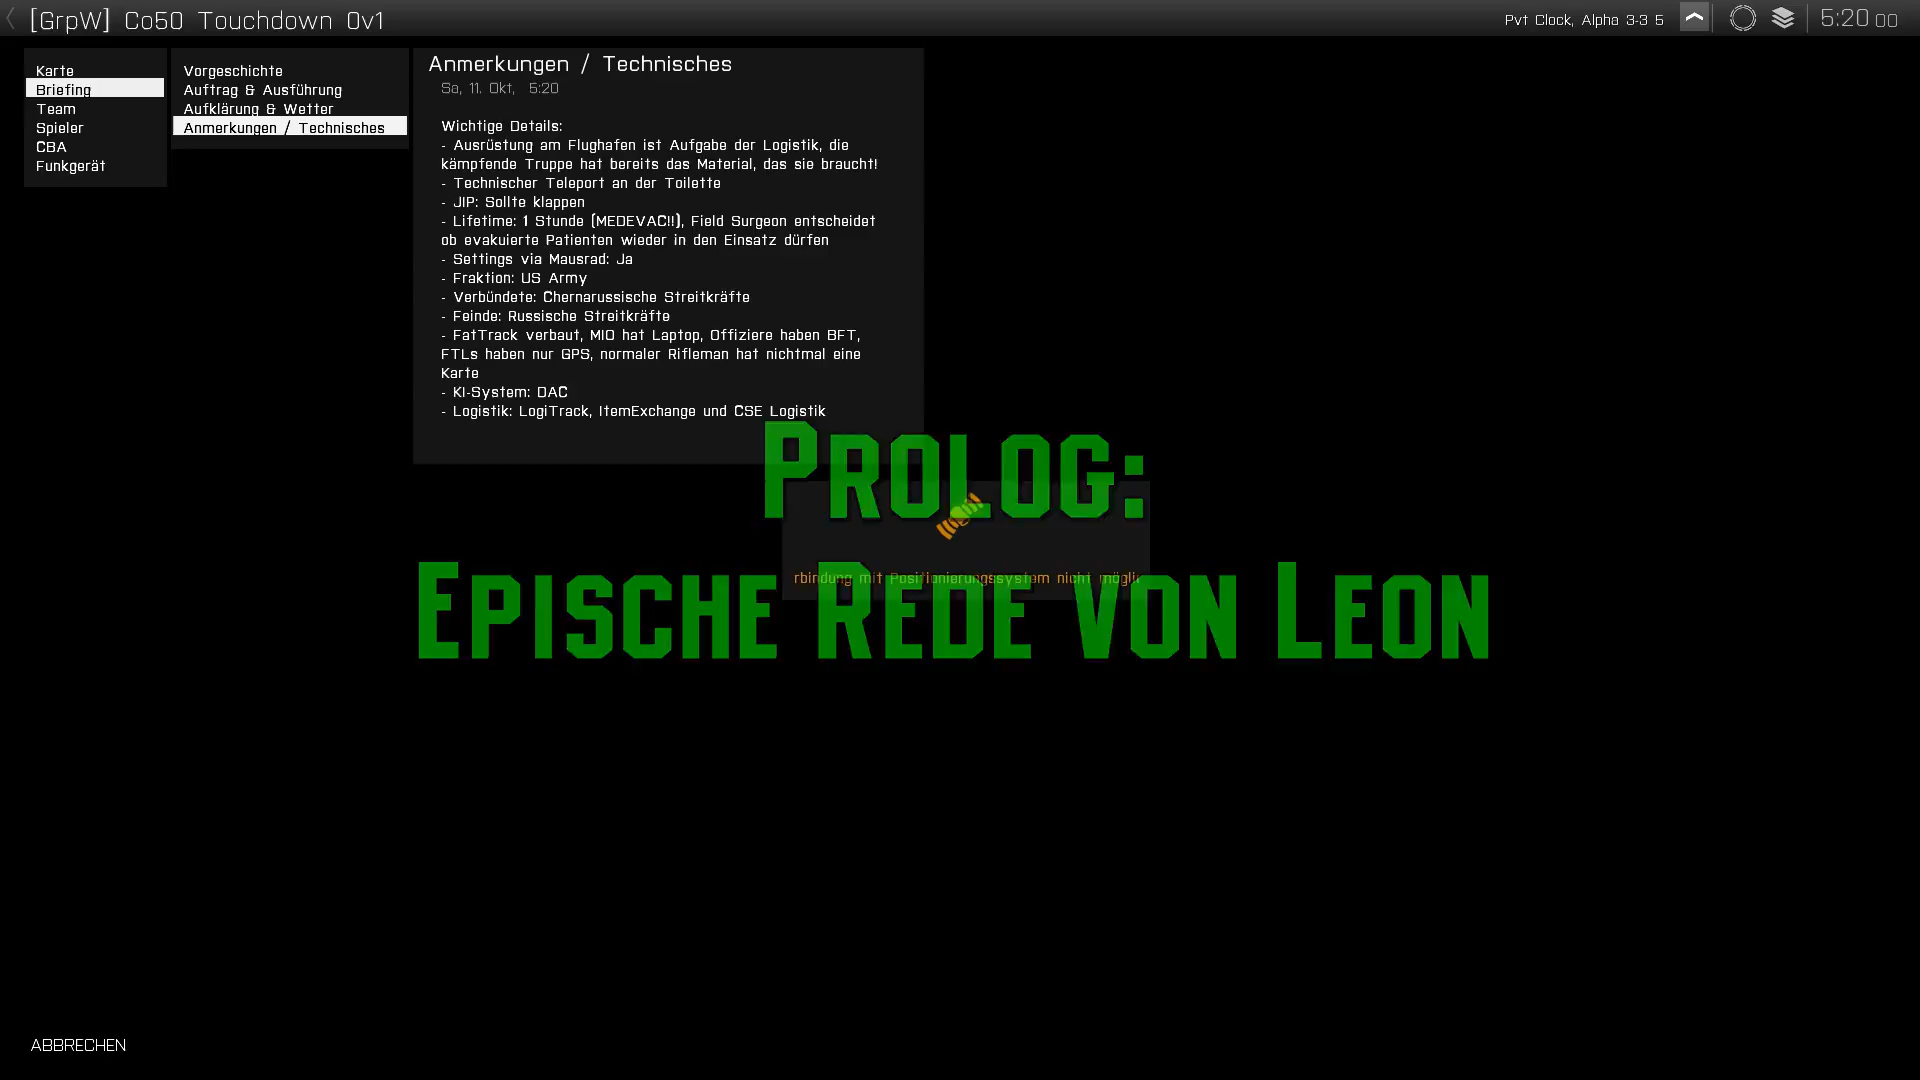 [GrpW] Co50 Touchdown 0v1
Pvt Clock, Alpha 3-3 5
5:20 00
Karte
Briefing
Team
Spieler
CBA
Funkgerät
Vorgeschichte
Auftrag & Ausführung
Aufklärung & Wetter
Anmerkungen / Technisches
Anmerkungen / Technisches
Sa, 11. Okt, 5:20
Wichtige Details:
- Ausrüstung am Flughafen ist Aufgabe der Logistik, die
kämpfende Truppe hat bereits das Material, das sie braucht!
- Technischer Teleport an der Toilette
- JIP: Sollte klappen
- Lifetime: 1 Stunde (MEDEVAC!!), Field Surgeon entscheidet
ob evakuierte Patienten wieder in den Einsatz dürfen
- Settings via Mausrad: Ja
- Fraktion: US Army
- Verbündete: Chernarussische Streitkräfte
- Feinde: Russische Streitkräfte
- FatTrack verbaut, MIO hat Laptop, Offiziere haben BFT,
FTLs haben nur GPS, normaler Rifleman hat nichtmal eine
Karte
- KI-System: DAC
- Logistik: LogiTrack, ItemExchange und CSE Logistik
Prolog:
rbindung mit Positionierungssystem nicht möglic
Epische Rede von Leon
ABBRECHEN